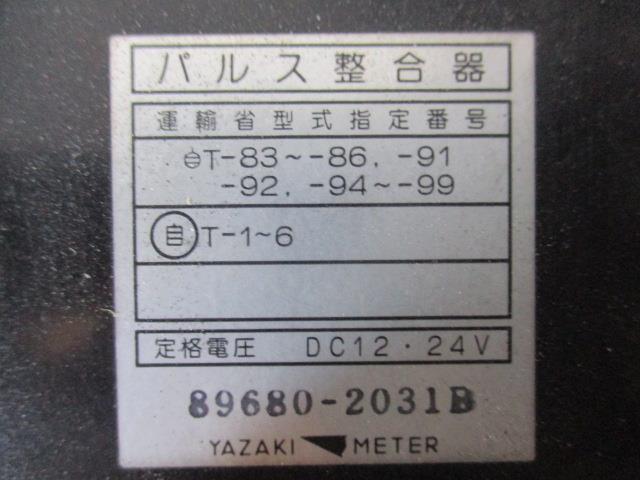 パルス整合器
運輸省型式指定番号
自T-83~-86, -91
-92, -94~-99
自 T-1~6
定格電圧 DC12・24V
89680-2031B
YAZAKI METER